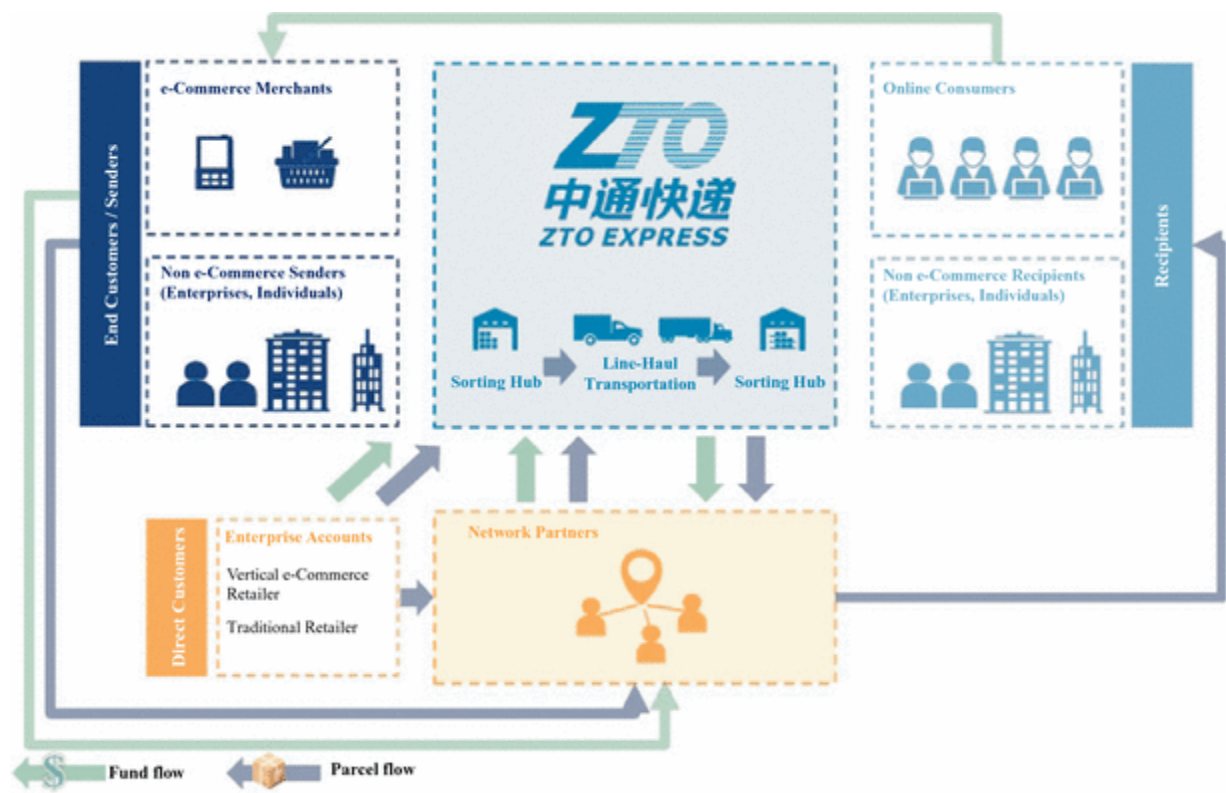 e-Commerce Merchants
End Customers / Senders
Non e-Commerce Senders
(Enterprises, Individuals)
ZTO
中通快递
ZTO EXPRESS
Sorting Hub
Line-Haul
Transportation
Sorting Hub
Online Consumers
Non e-Commerce Recipients
(Enterprises, Individuals)
Recipients
Direct Customers
Enterprise Accounts
Vertical e-Commerce
Retailer
Traditional Retailer
Network Partners
$
Fund flow
Parcel flow